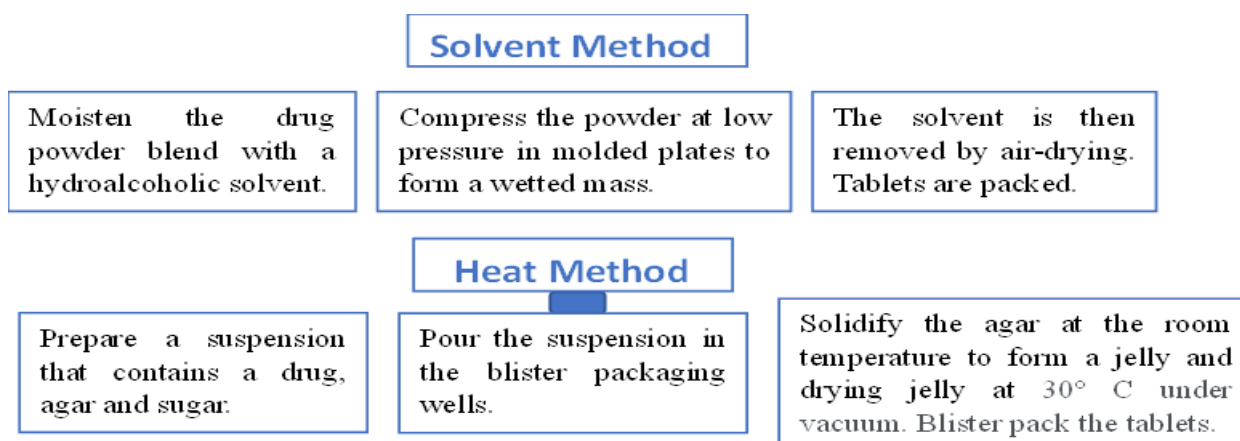 Solvent Method
Moisten the drug
powder blend with a
hydroalcoholic solvent.
Compress the powder at low
pressure in molded plates to
form a wetted mass.
The solvent is then
removed by air-drying.
Tablets are packed.
Heat Method
Prepare a suspension
that contains a drug,
agar and sugar.
Pour the suspension in
the blister packaging
wells.
Solidify the agar at the room
temperature to form a jelly and
drying jelly at 30° C under
vacuum. Blister pack the tablets.